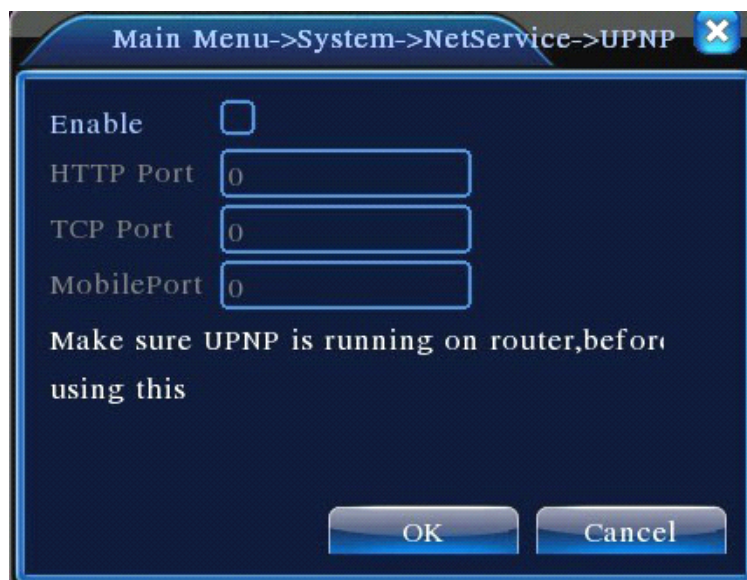 Main Menu->System->NetService->UPNP
Enable
HTTP Port 0
TCP Port 0
MobilePort 0
Make sure UPNP is running on router,before
using this
OK Cancel